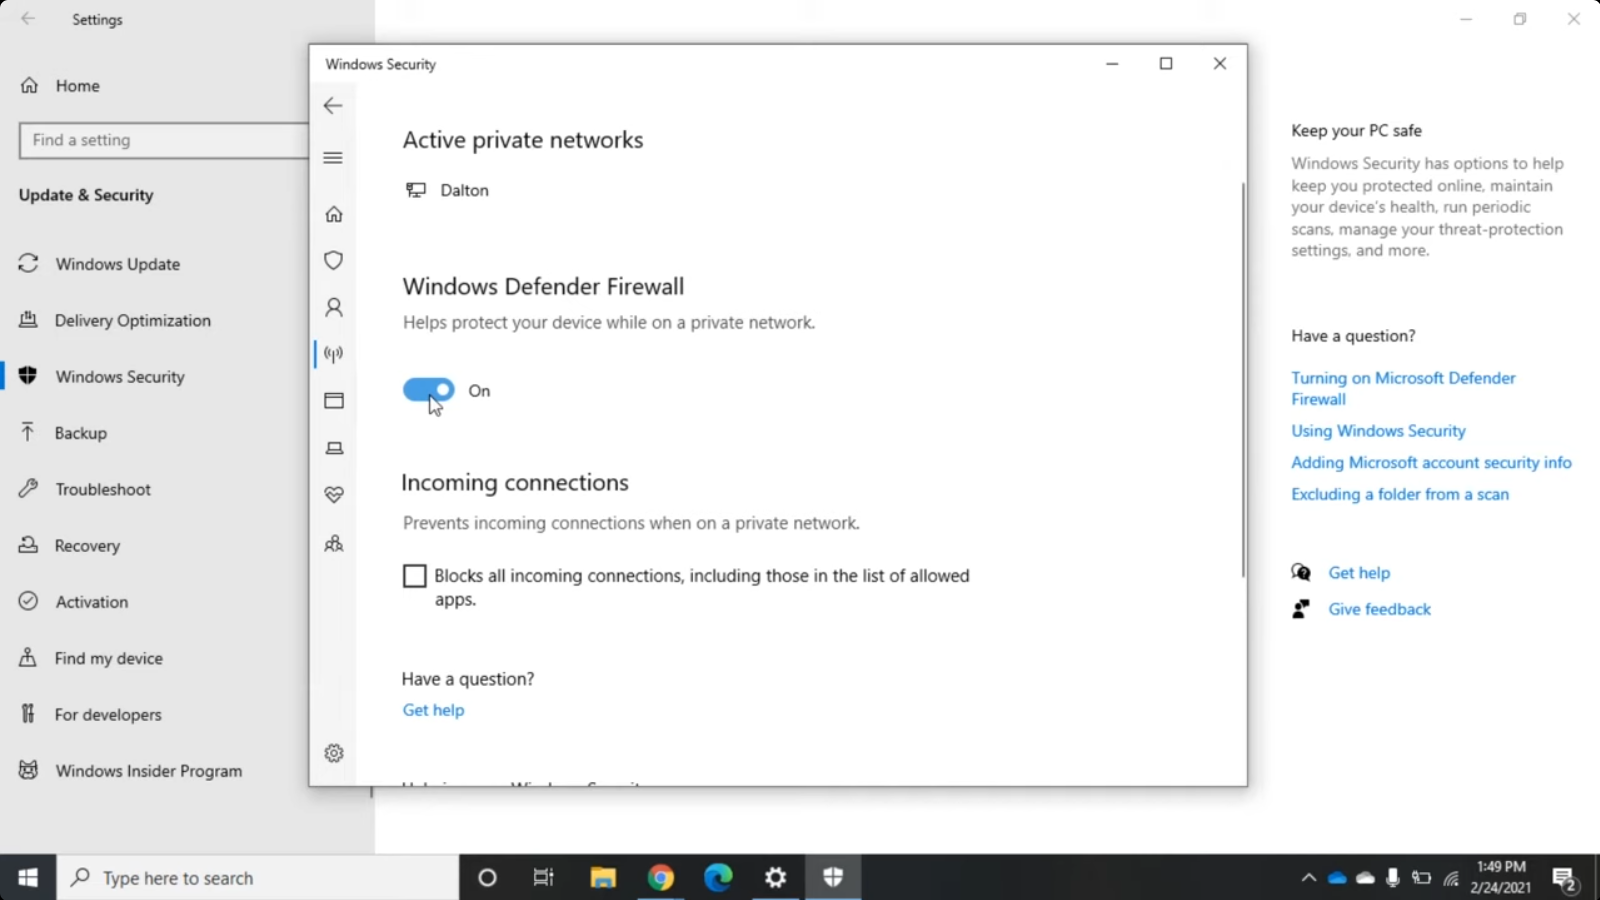 Settings
Home
Find a setting
Update & Security
Windows Update
Delivery Optimization
Windows Security
Backup
Troubleshoot
Recovery
Activation
Find my device
For developers
Windows Insider Program
Windows Security
Active private networks
Dalton
Windows Defender Firewall
Helps protect your device while on a private network.
On
Incoming connections
Prevents incoming connections when on a private network.
Blocks all incoming connections, including those in the list of allowed
apps.
Have a question?
Get help
Keep your PC safe
Windows Security has options to help
keep you protected online, maintain
your device's health, run periodic
scans, manage your threat-protection
settings, and more.
Have a question?
Turning on Microsoft Defender
Firewall
Using Windows Security
Adding Microsoft account security info
Excluding a folder from a scan
Get help
Give feedback
Type here to search
1:49 PM
2/24/2021
2